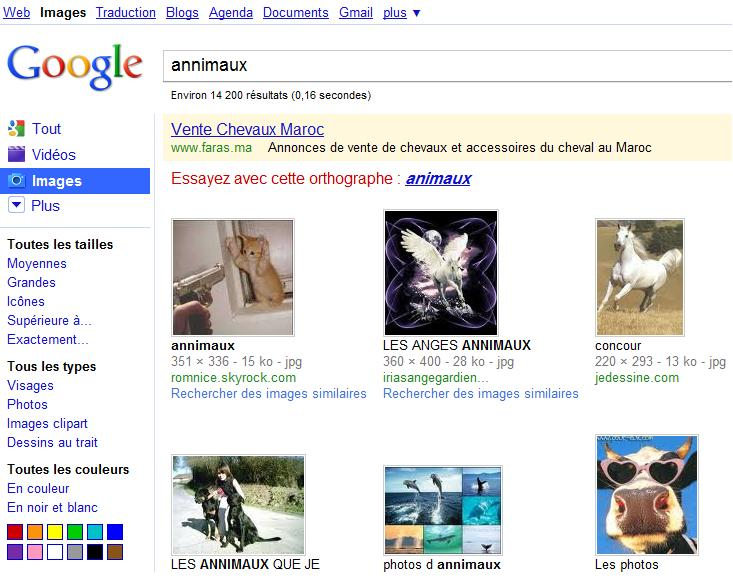 Web Images Traduction Blogs Agenda Documents Gmail plus ▼
Google
annimaux
Environ 14 200 résultats (0,16 secondes)
Tout
Vidéos
Images
Plus
Toutes les tailles
Moyennes
Grandes
Icônes
Supérieure à...
Exactement...
Tous les types
Visages
Photos
Images clipart
Dessins au trait
Toutes les couleurs
En couleur
En noir et blanc
Vente Chevaux Maroc
www.faras.ma Annonces de vente de chevaux et accessoires du cheval au Maroc
Essayez avec cette orthographe : animaux
annimaux
351 × 336 - 15 ko - jpg
romnice.skyrock.com
Rechercher des images similaires
LES ANGES ANNIMAUX
360 × 400 - 28 ko - jpg
iriasangegardien...
Rechercher des images similaires
concour
220 × 293 - 13 ko - jpg
jedessine.com
LES ANNIMAUX QUE JE
photos d annimaux
Les photos